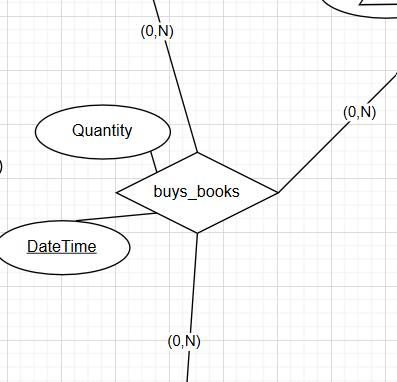 (0,N)
(0,N)
Quantity
buys_books
DateTime
(0,N)